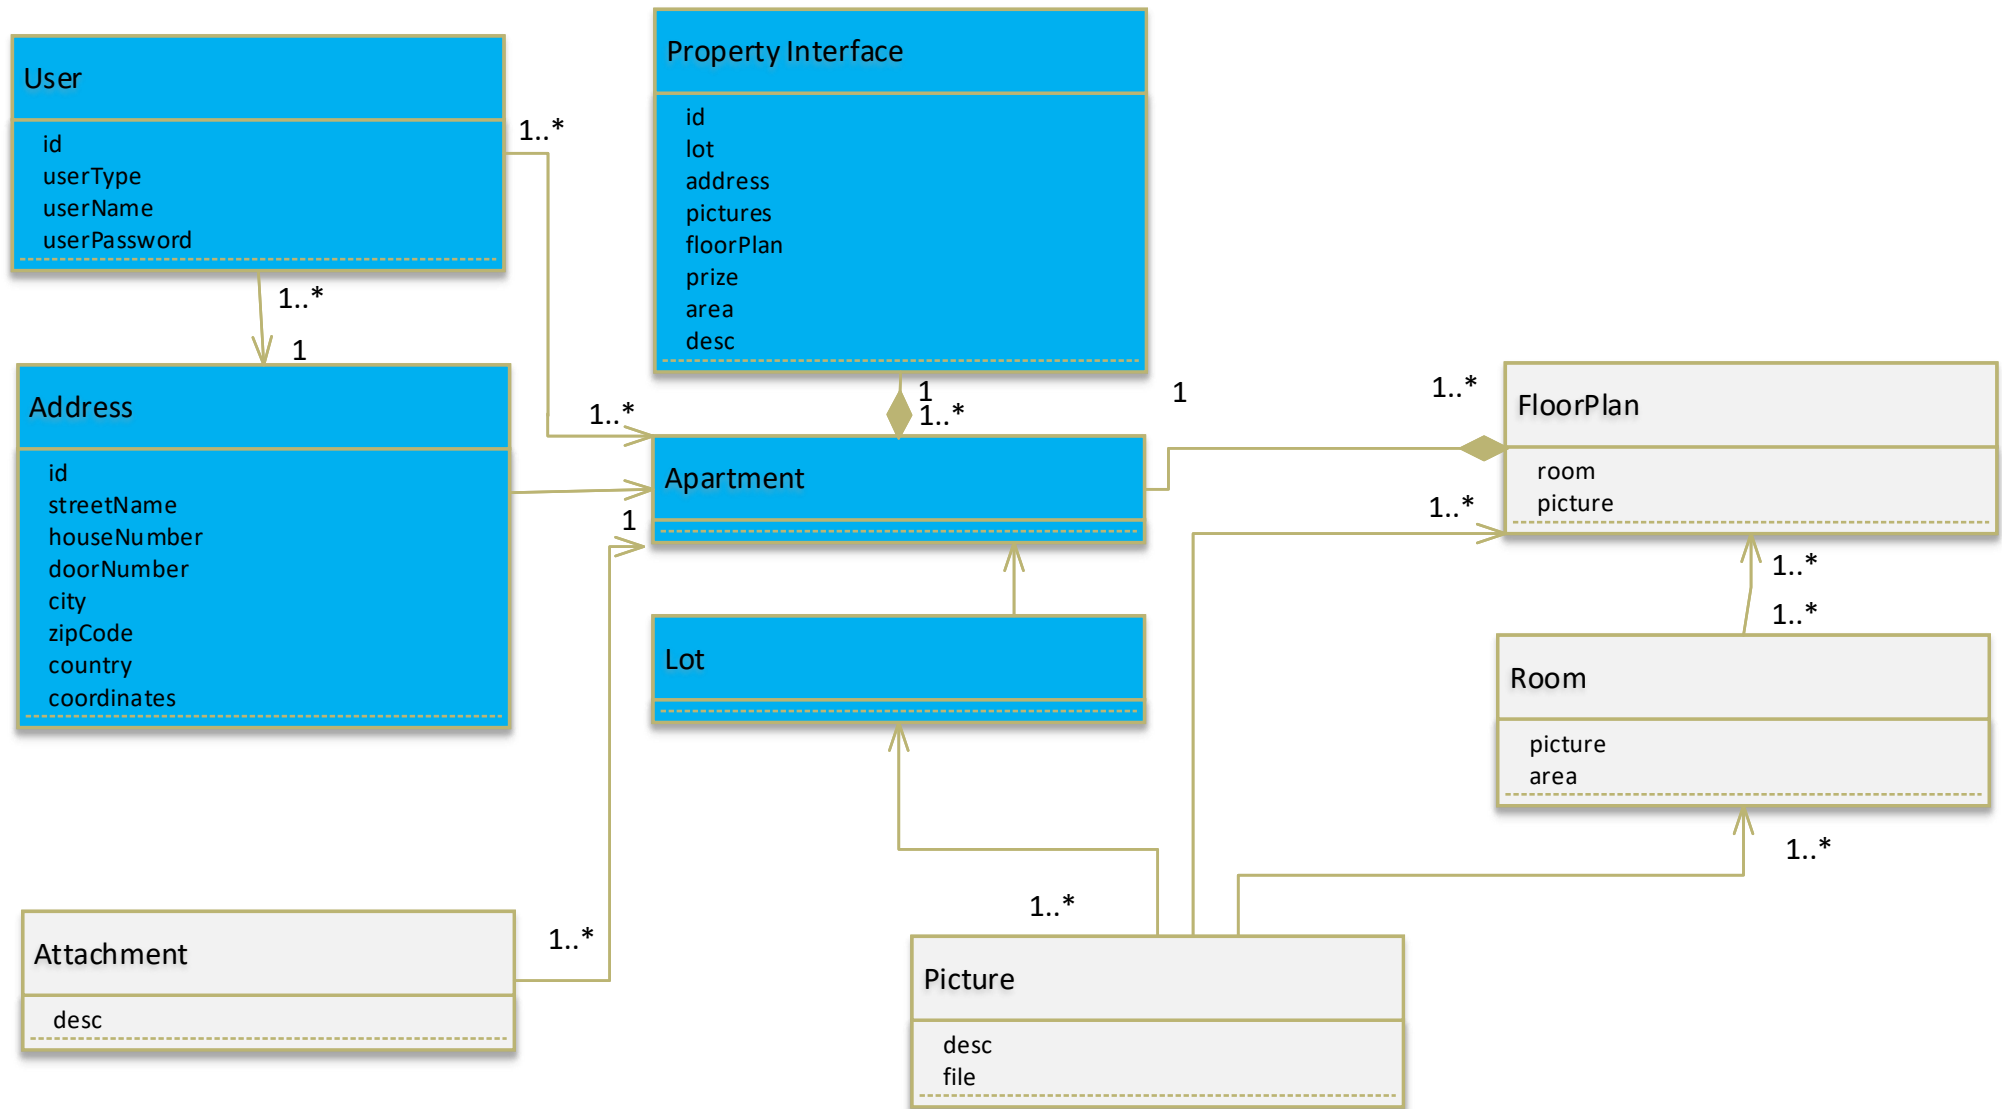 User
id
userType
userName
userPassword
1..*
1..*
1
Property Interface
id
lot
address
pictures
floorPlan
prize
area
desc
1
1..*
1..*
Address
id
streetName
houseNumber
doorNumber
city
zipCode
country
coordinates
Apartment
1
1
1..*
FloorPlan
room
picture
1..*
1..*
1..*
Lot
Room
picture
area
1..*
Attachment
desc
1..*
1..*
Picture
desc
file